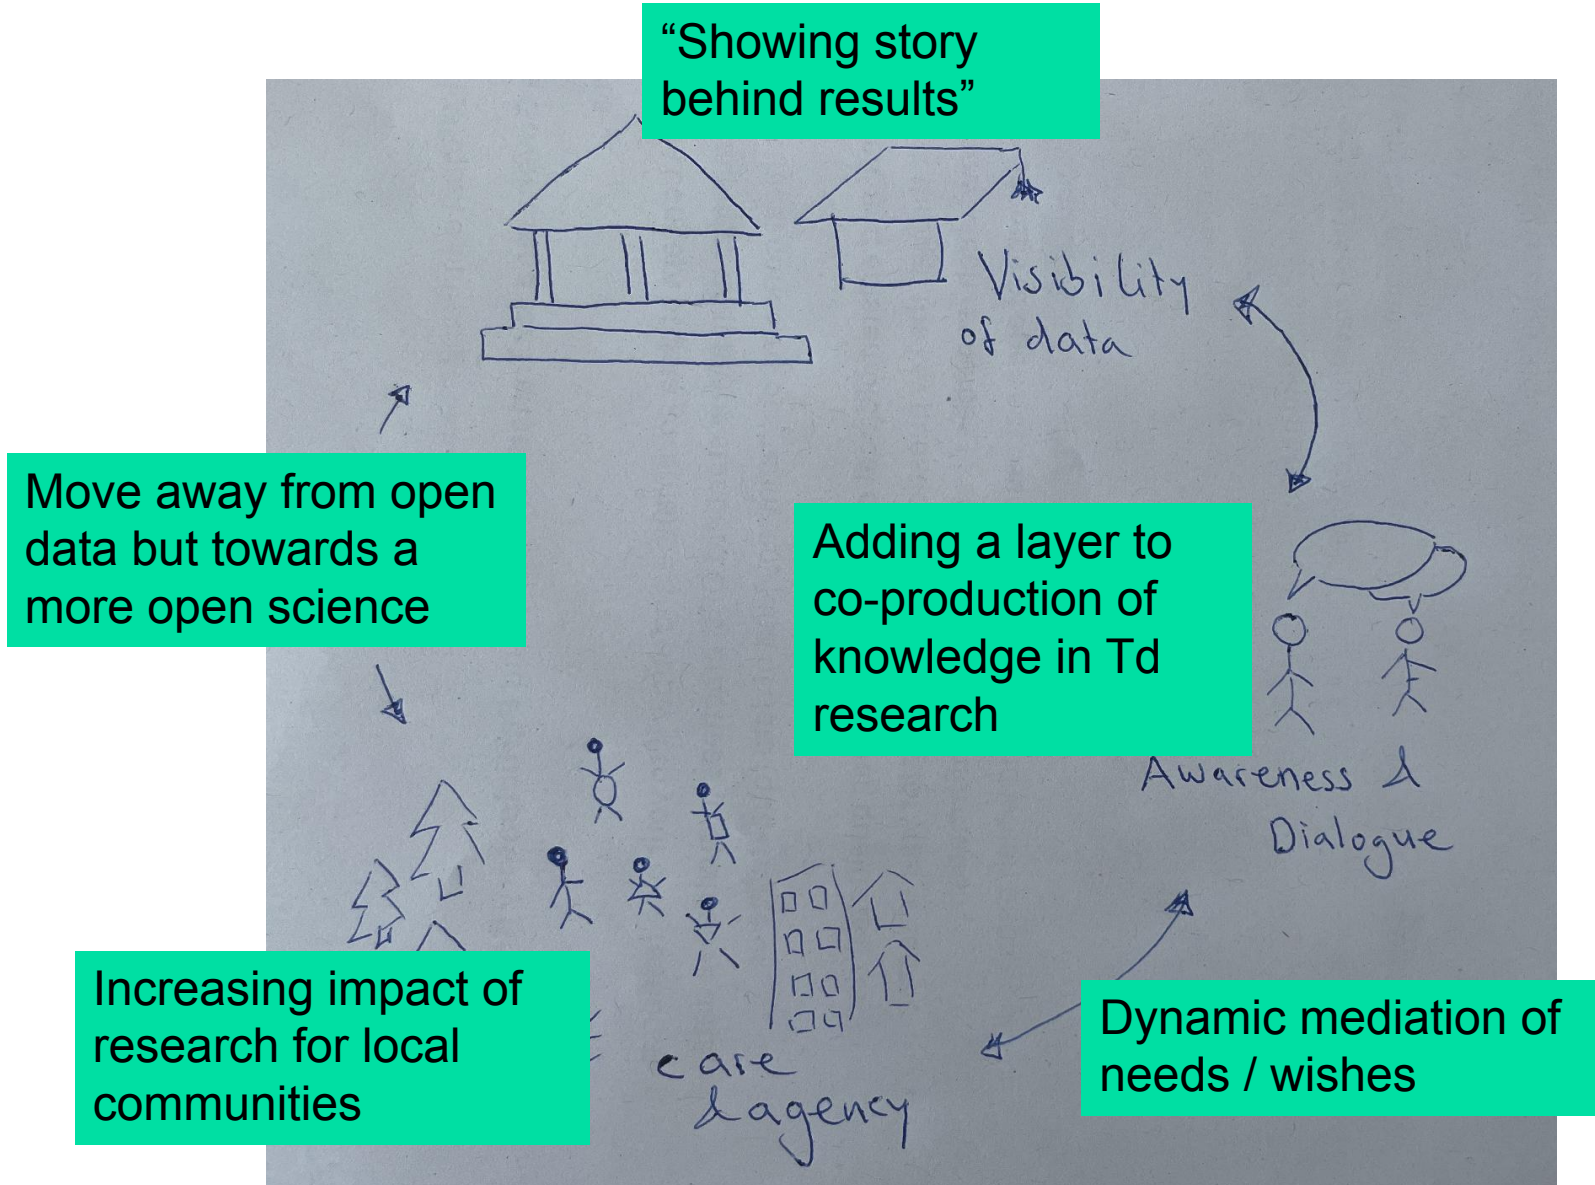 “Showing story
behind results”
Visibility
of data
Move away from open
data but towards a
more open science
Adding a layer to
co-production of
knowledge in Td
research
Awareness &
Dialogue
Increasing impact of
research for local
communities
care
& agency
Dynamic mediation of
needs / wishes